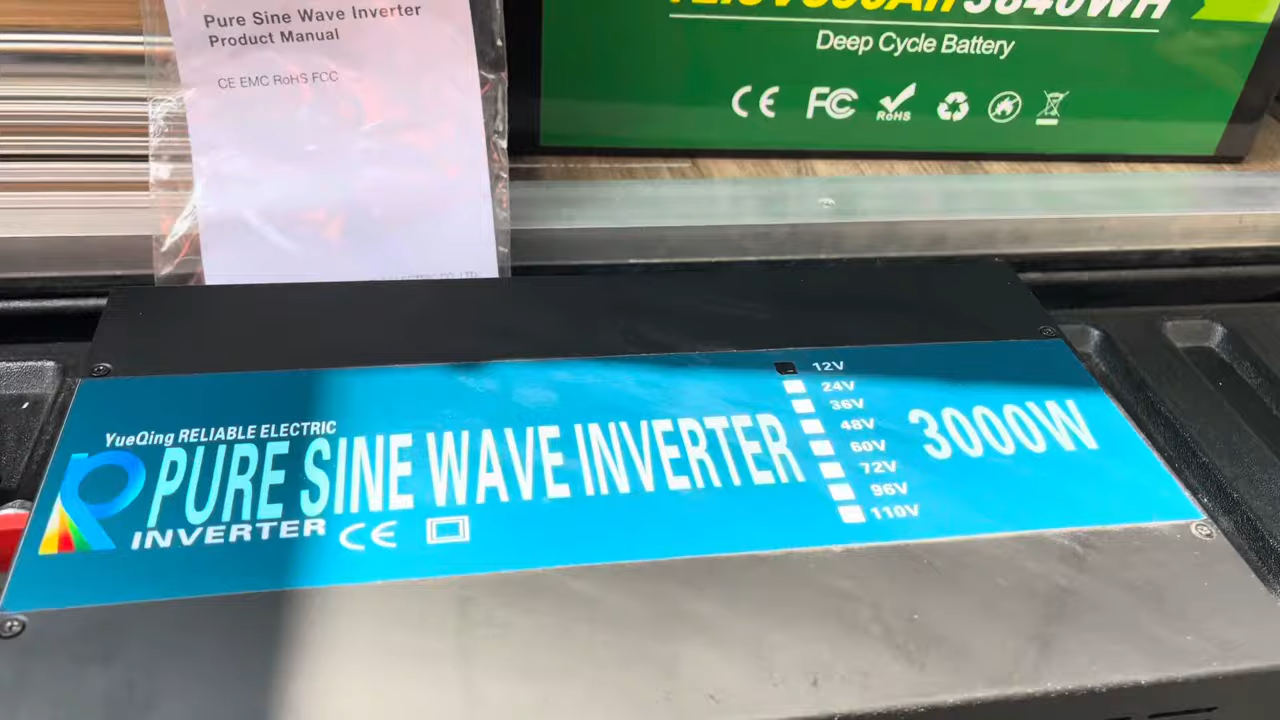 Pure Sine Wave Inverter
Product Manual
CE EMC RoHS FCC
3840WH
Deep Cycle Battery
CE FC RoHS
YueQing RELIABLE ELECTRIC
PURE SINE WAVE INVERTER
INVERTER CE
12V
24V
36V
48V
60V
72V
96V
110V
3000W